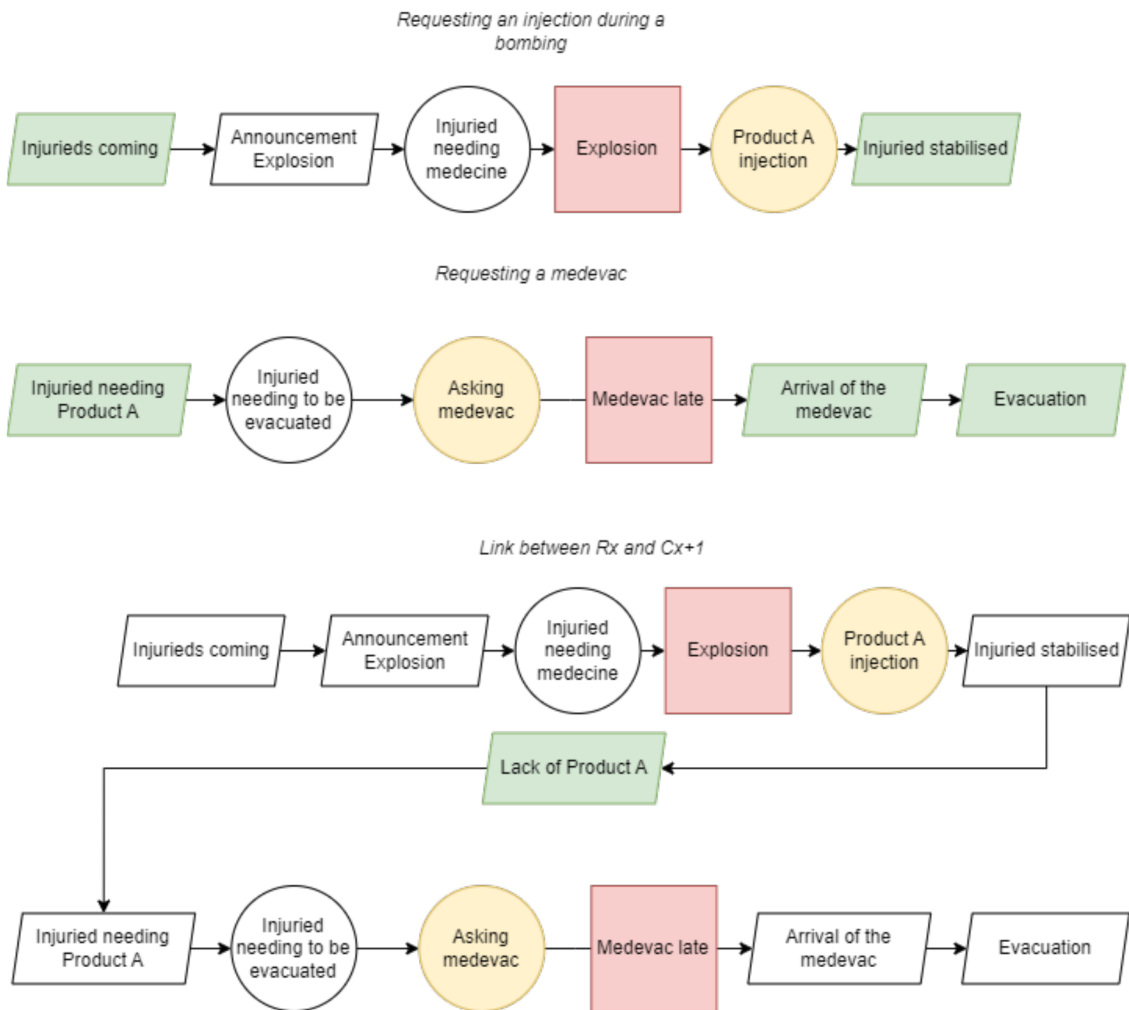 Requesting an injection during a
bombing
Injurieds coming
Announcement
Explosion
Injuried
needing
medecine
Explosion
Product A
injection
Injuried stabilised
Requesting a medevac
Injuried needing
Product A
Injuried
needing to be
evacuated
Asking
medevac
Medevac late
Arrival of the
medevac
Evacuation
Link between Rx and Cx+1
Injurieds coming
Announcement
Explosion
Injuried
needing
medecine
Explosion
Product A
injection
Injuried stabilised
Lack of Product A
Injuried needing
Product A
Injuried
needing to be
evacuated
Asking
medevac
Medevac late
Arrival of the
medevac
Evacuation